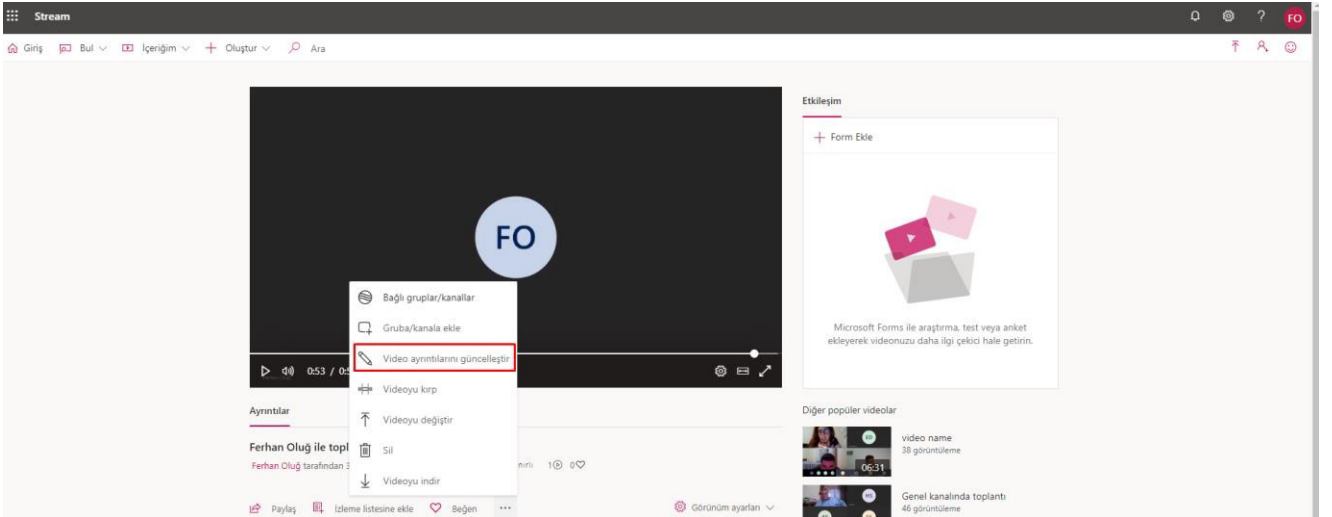 Stream
FO
Giriş Bul İçeriğim Oluştur Ara
FO
Bağlı gruplar/kanallar
Gruba/kanala ekle
Video ayrıntılarını güncelleştir
Videoyu kırp
Videoyu değiştir
Sil
Videoyu indir
0:53 /
Ayrıntılar
Ferhan Oluğ ile topl
Ferhan Oluğ tarafından 3
1 0
Paylaş İzleme listesine ekle Beğen ... Görünüm ayarları
Etkileşim
Form Ekle
Microsoft Forms ile araştırma, test veya anket
ekleyerek videonuzu daha ilgi çekici hale getirin.
Diğer popüler videolar
video name
38 görüntüleme
06:31
Genel kanalında toplantı
46 görüntüleme